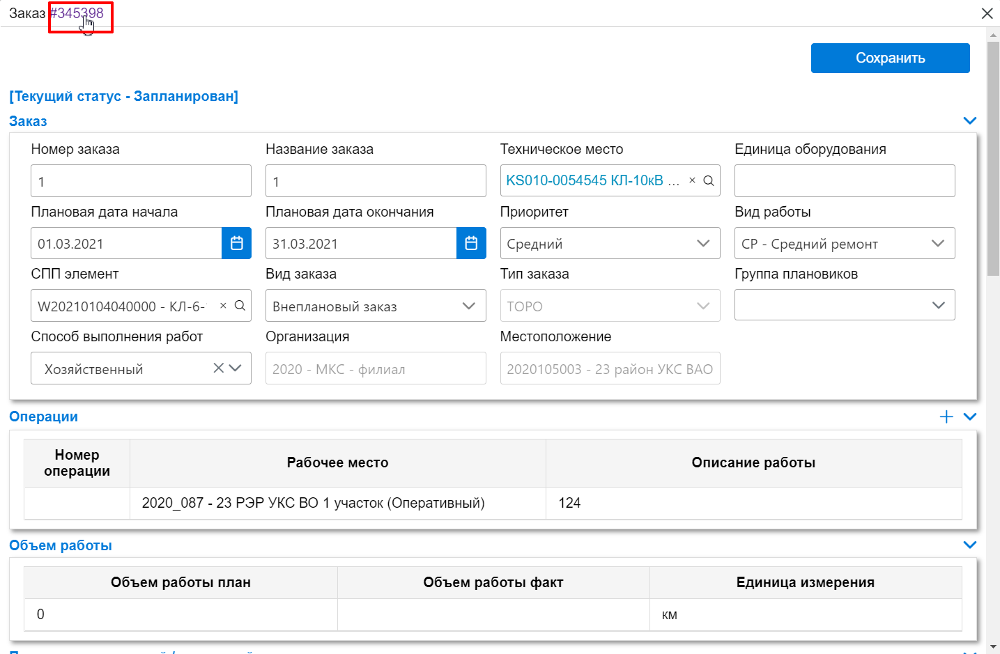 Заказ #345398
Сохранить
[Текущий статус - Запланирован]
Заказ
Номер заказа
Название заказа
Техническое место
Единица оборудования
1
1
KS010-0054545 КЛ-10кВ ...
Плановая дата начала
Плановая дата окончания
Приоритет
Вид работы
01.03.2021
31.03.2021
Средний
СР - Средний ремонт
СПП элемент
Вид заказа
Тип заказа
Группа плановиков
W20210104040000 - КЛ-6-
Внеплановый заказ
ТОРО
Способ выполнения работ
Организация
Местоположение
Хозяйственный
2020 - МКС - филиал
2020105003 - 23 район УКС ВАО
Операции
Номер операции
Рабочее место
Описание работы
2020_087 - 23 РЭР УКС ВО 1 участок (Оперативный)
124
Объем работы
Объем работы план
Объем работы факт
Единица измерения
0
км